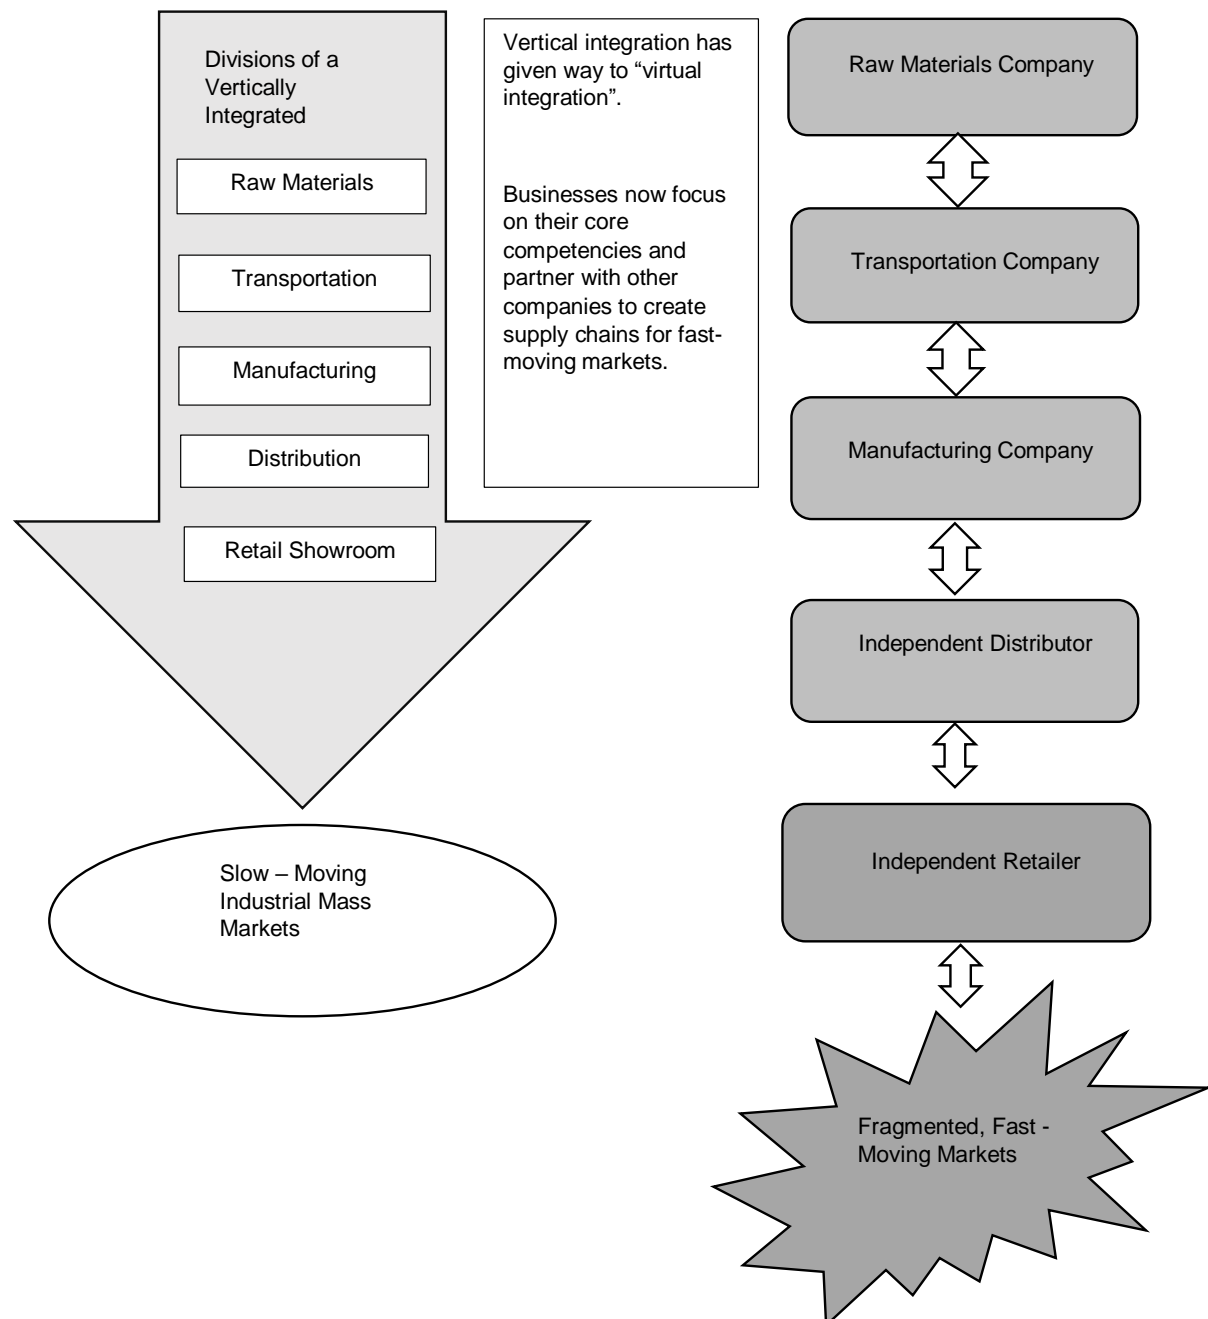 Divisions of a
Vertically
Integrated
Raw Materials
Transportation
Manufacturing
Distribution
Retail Showroom
Slow – Moving
Industrial Mass
Markets
Vertical integration has
given way to “virtual
integration”.
Businesses now focus
on their core
competencies and
partner with other
companies to create
supply chains for fast-
moving markets.
Raw Materials Company
Transportation Company
Manufacturing Company
Independent Distributor
Independent Retailer
Fragmented, Fast -
Moving Markets